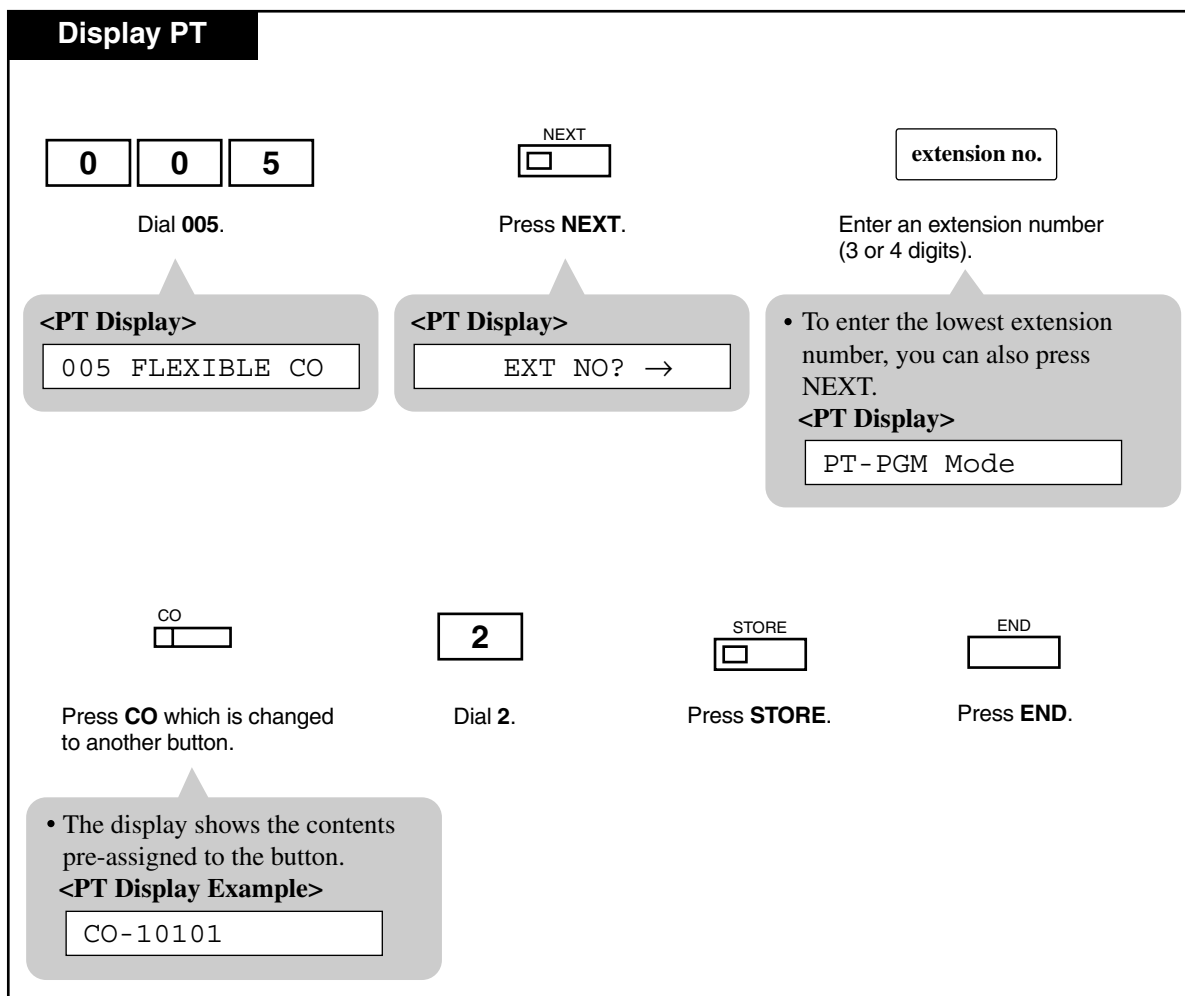 Display PT
0 0 5
NEXT
extension no.
Dial 005.
Press NEXT.
Enter an extension number
(3 or 4 digits).
<PT Display>
005 FLEXIBLE CO
<PT Display>
EXT NO? →
• To enter the lowest extension
number, you can also press
NEXT.
<PT Display>
PT-PGM Mode
CO
2
STORE
END
Press CO which is changed
to another button.
Dial 2.
Press STORE.
Press END.
• The display shows the contents
pre-assigned to the button.
<PT Display Example>
CO-10101